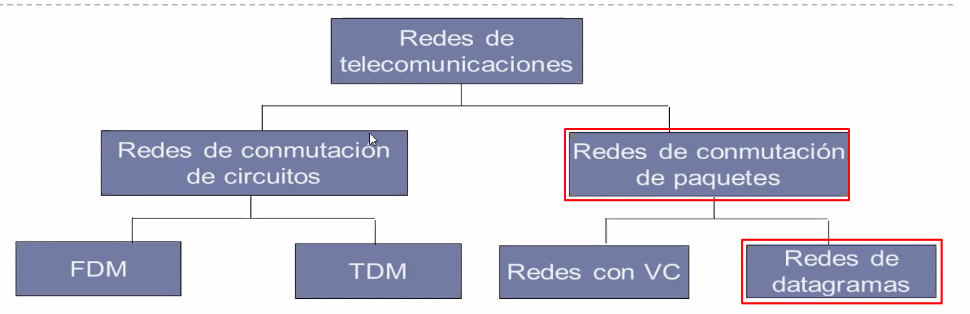 Redes de
telecomunicaciones
Redes de conmutación
de circuitos
Redes de conmutación
de paquetes
FDM
TDM
Redes con VC
Redes de
datagramas